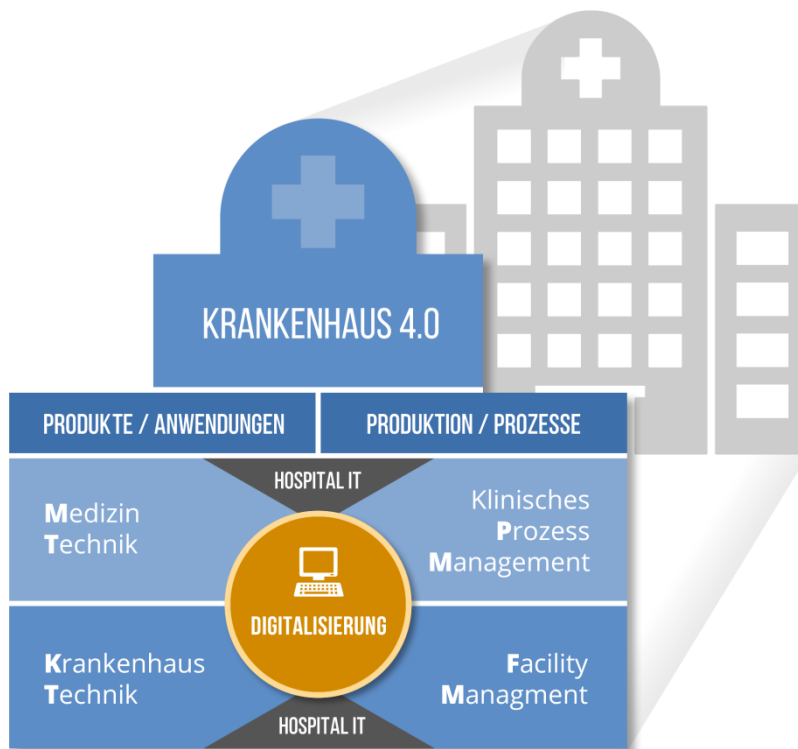 KRANKENHAUS 4.0
PRODUKTE / ANWENDUNGEN
PRODUKTION / PROZESSE
HOSPITAL IT
Medizin
Technik
Klinisches
Prozess
Management
DIGITALISIERUNG
Krankenhaus
Technik
Facility
Managment
HOSPITAL IT